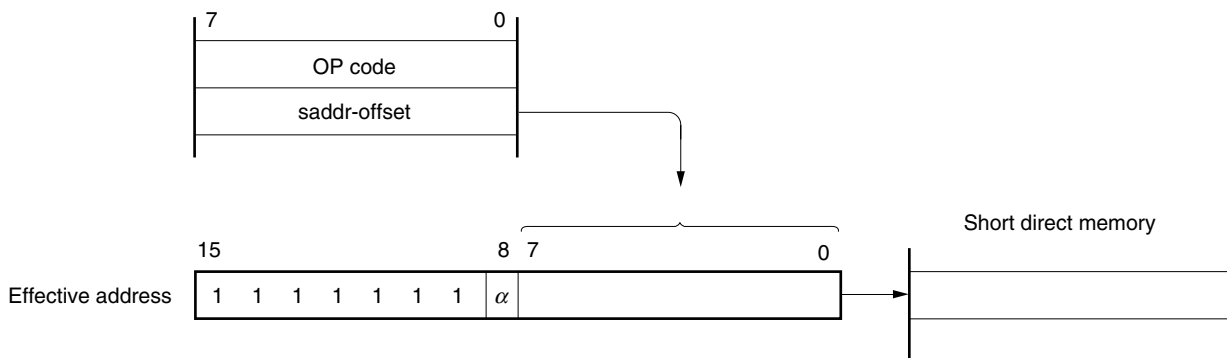 7 0
OP code
saddr-offset
Short direct memory
15 8 7 0
Effective address 1 1 1 1 1 1 1 α